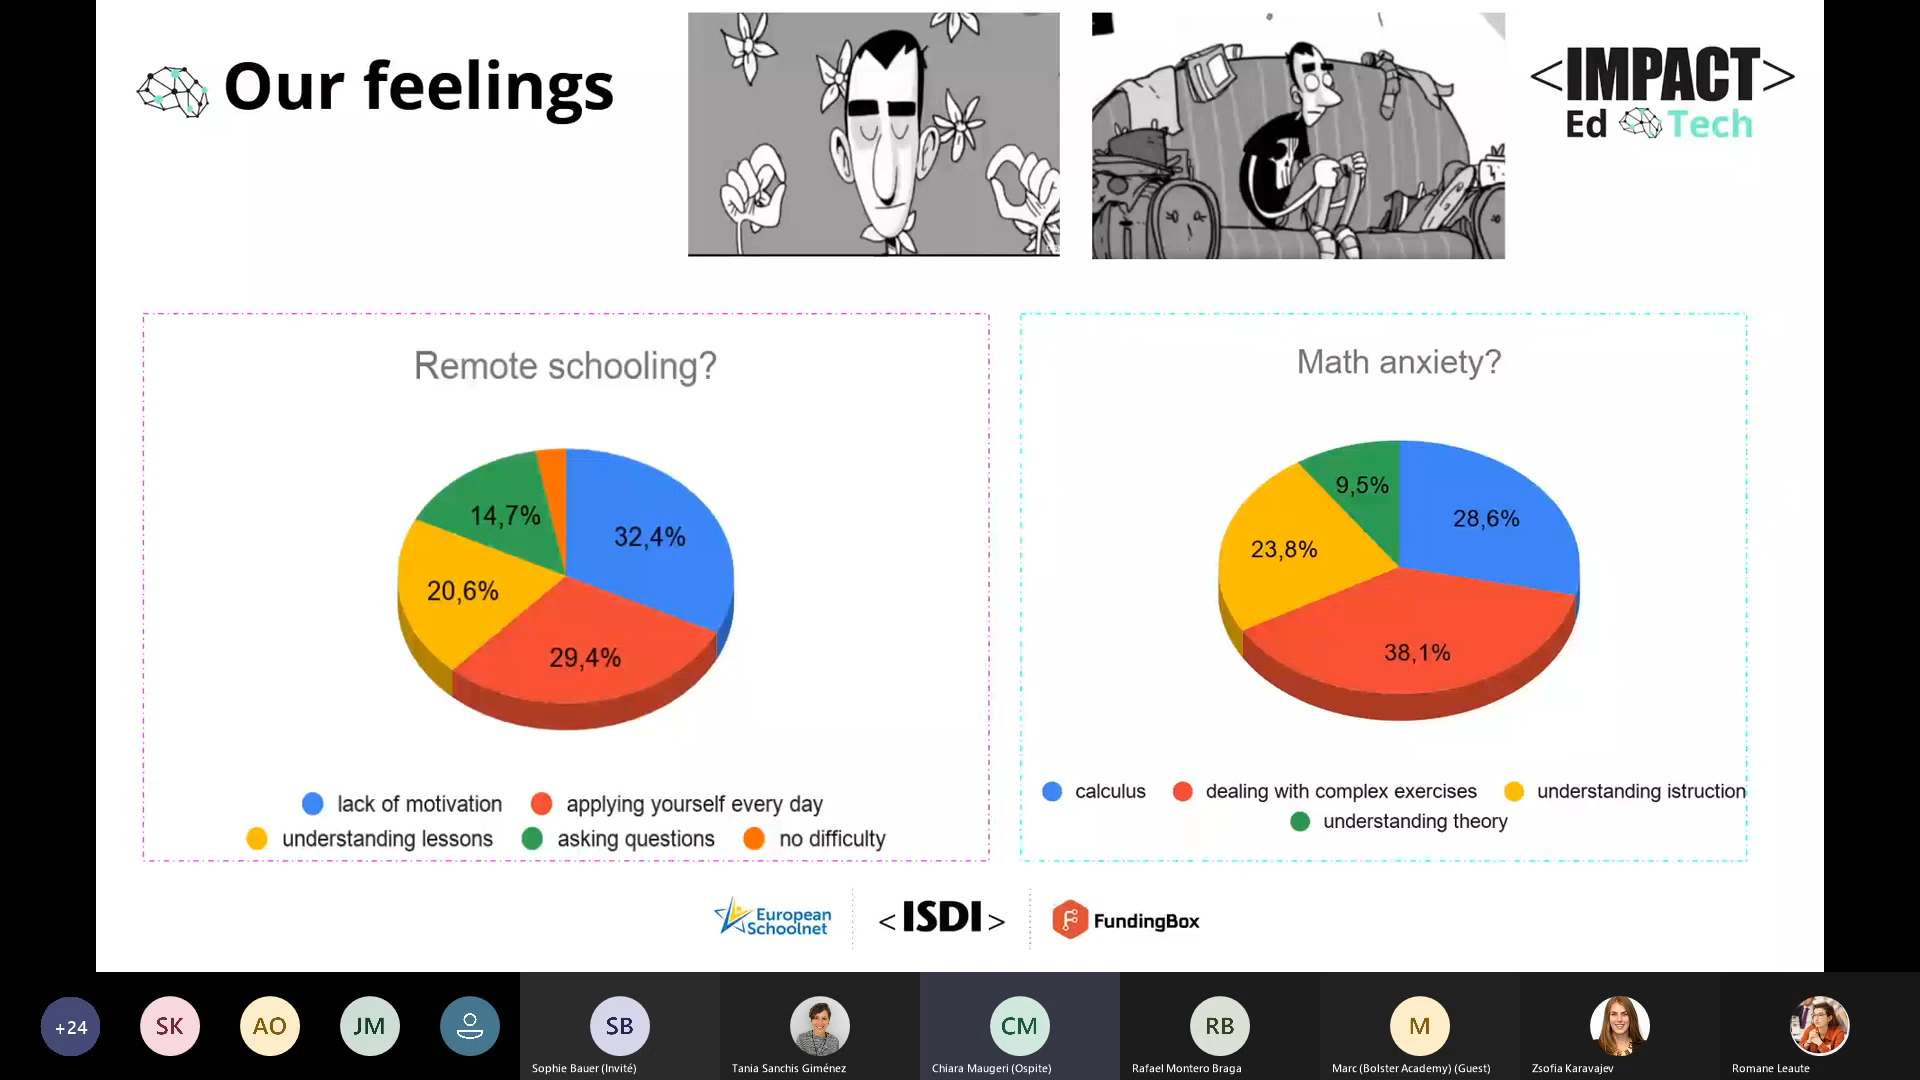 Our feelings
<IMPACT>
Ed Tech
Remote schooling?
32,4%
29,4%
20,6%
14,7%
lack of motivation applying yourself every day
understanding lessons asking questions no difficulty
Math anxiety?
28,6%
38,1%
23,8%
9,5%
calculus dealing with complex exercises understanding istruction
understanding theory
European
Schoolnet
<ISDI>
FundingBox
+24
SK
AO
JM
SB
Sophie Bauer (Invité)
Tania Sanchis Giménez
CM
Chiara Maugeri (Ospite)
RB
Rafael Montero Braga
M
Marc (Bolster Academy) (Guest)
Zsofia Karavajev
Romane Leaute